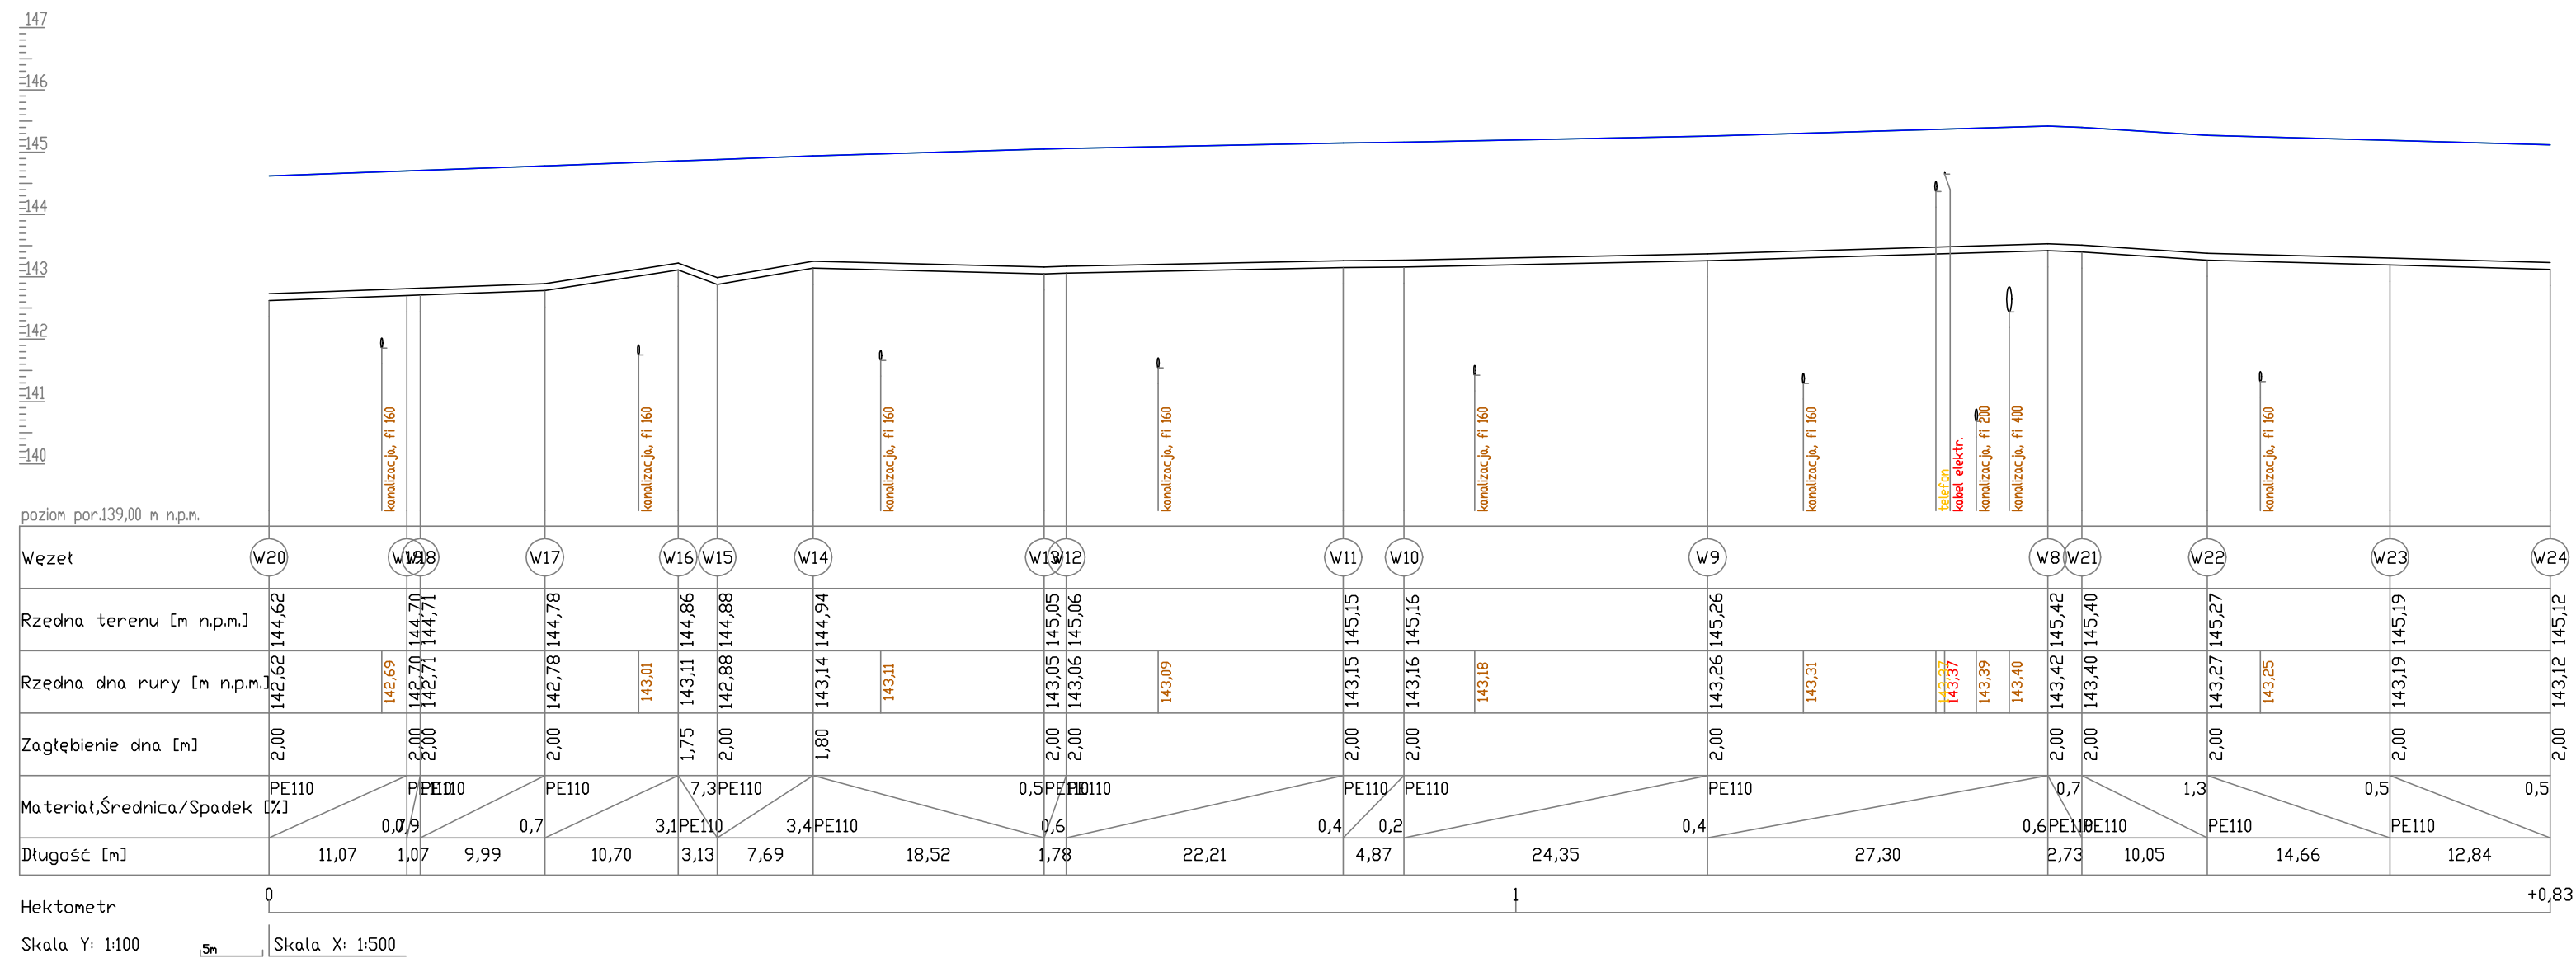 147
146
145
144
143
142
141
140
poziom por.139,00 m n.p.m.
kanalizacja, fi 160
kanalizacja, fi 160
kanalizacja, fi 160
kanalizacja, fi 160
kanalizacja, fi 160
kanalizacja, fi 160
telefon
kabel elektr.
kanalizacja, fi 200
kanalizacja, fi 400
kanalizacja, fi 160
Węzeł W20 W19 W18 W17 W16 W15 W14 W13 W12 W11 W10 W9 W8 W21 W22 W23 W24
Rzędna terenu [m n.p.m.] 144,62 144,70 144,71 144,78 144,86 144,88 144,94 145,05 145,06 145,15 145,16 145,26 145,42 145,40 145,27 145,19 145,12
Rzędna dna rury [m n.p.m.] 142,62 142,69 142,70 142,71 142,78 143,01 143,11 142,88 143,14 143,11 143,05 143,06 143,09 143,15 143,16 143,18 143,26 143,31 143,37 143,37 143,39 143,40 143,42 143,40 143,27 143,25 143,19 143,12
Zagłębienie dna [m] 2,00 2,00 2,00 2,00 1,75 2,00 1,80 2,00 2,00 2,00 2,00 2,00 2,00 2,00 2,00 2,00 2,00
PE110 PE110 PE110 PE110 7,3 PE110 0,5 PE110 PE110 PE110 PE110 PE110 0,7 1,3 0,5 0,5
Materiał,Średnica/Spadek [%]
0,7 7,9 0,7 3,1 PE110 3,4 PE110 0,6 0,4 0,2 0,4 0,6 PE110 PE110 PE110 PE110
Długość [m] 11,07 1,07 9,99 10,70 3,13 7,69 18,52 1,78 22,21 4,87 24,35 27,30 2,73 10,05 14,66 12,84
0 1 +0,83
Hektometr
Skala Y: 1:100 5m Skala X: 1:500